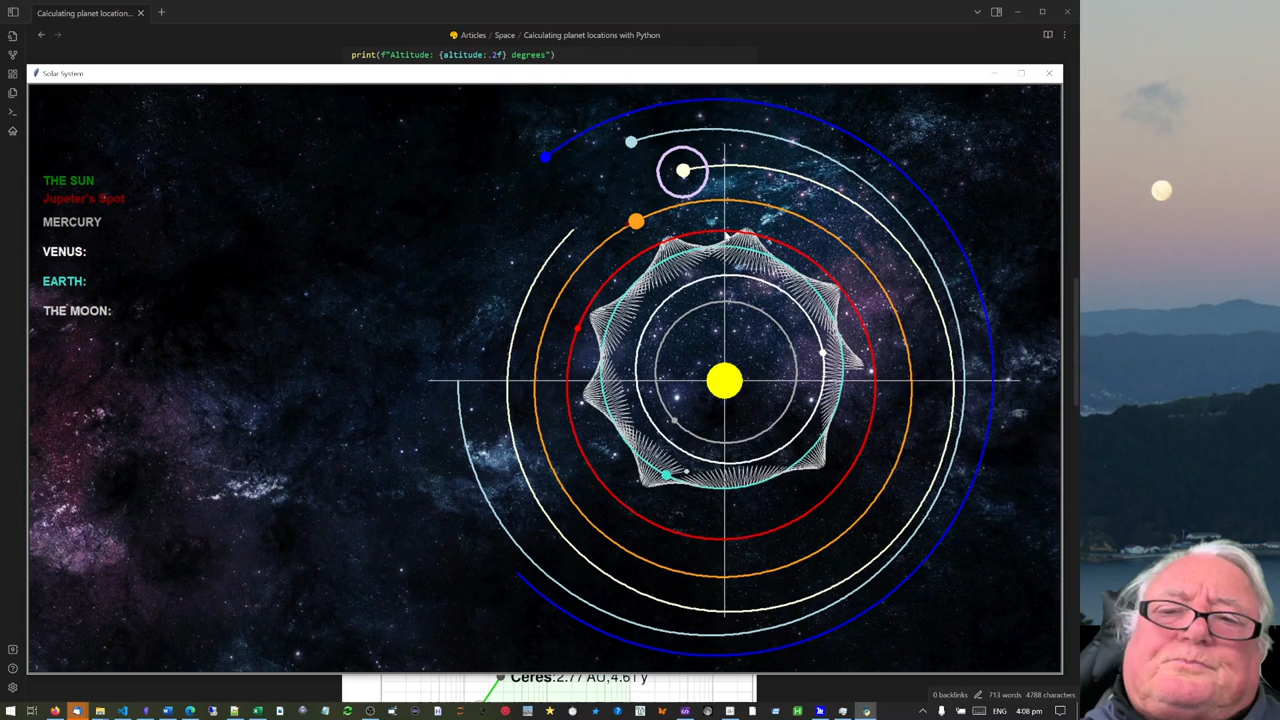 Calculating planet location...
Articles / Space / Calculating planet locations with Python
print(f"Altitude: {altitude:.2f} degrees")
Solar System
THE SUN
Jupeter's Spot
MERCURY
VENUS:
EARTH:
THE MOON:
Ceres:2.77 AU,4.61 y
0 backlinks 713 words 4788 characters
ENG 4:08 pm